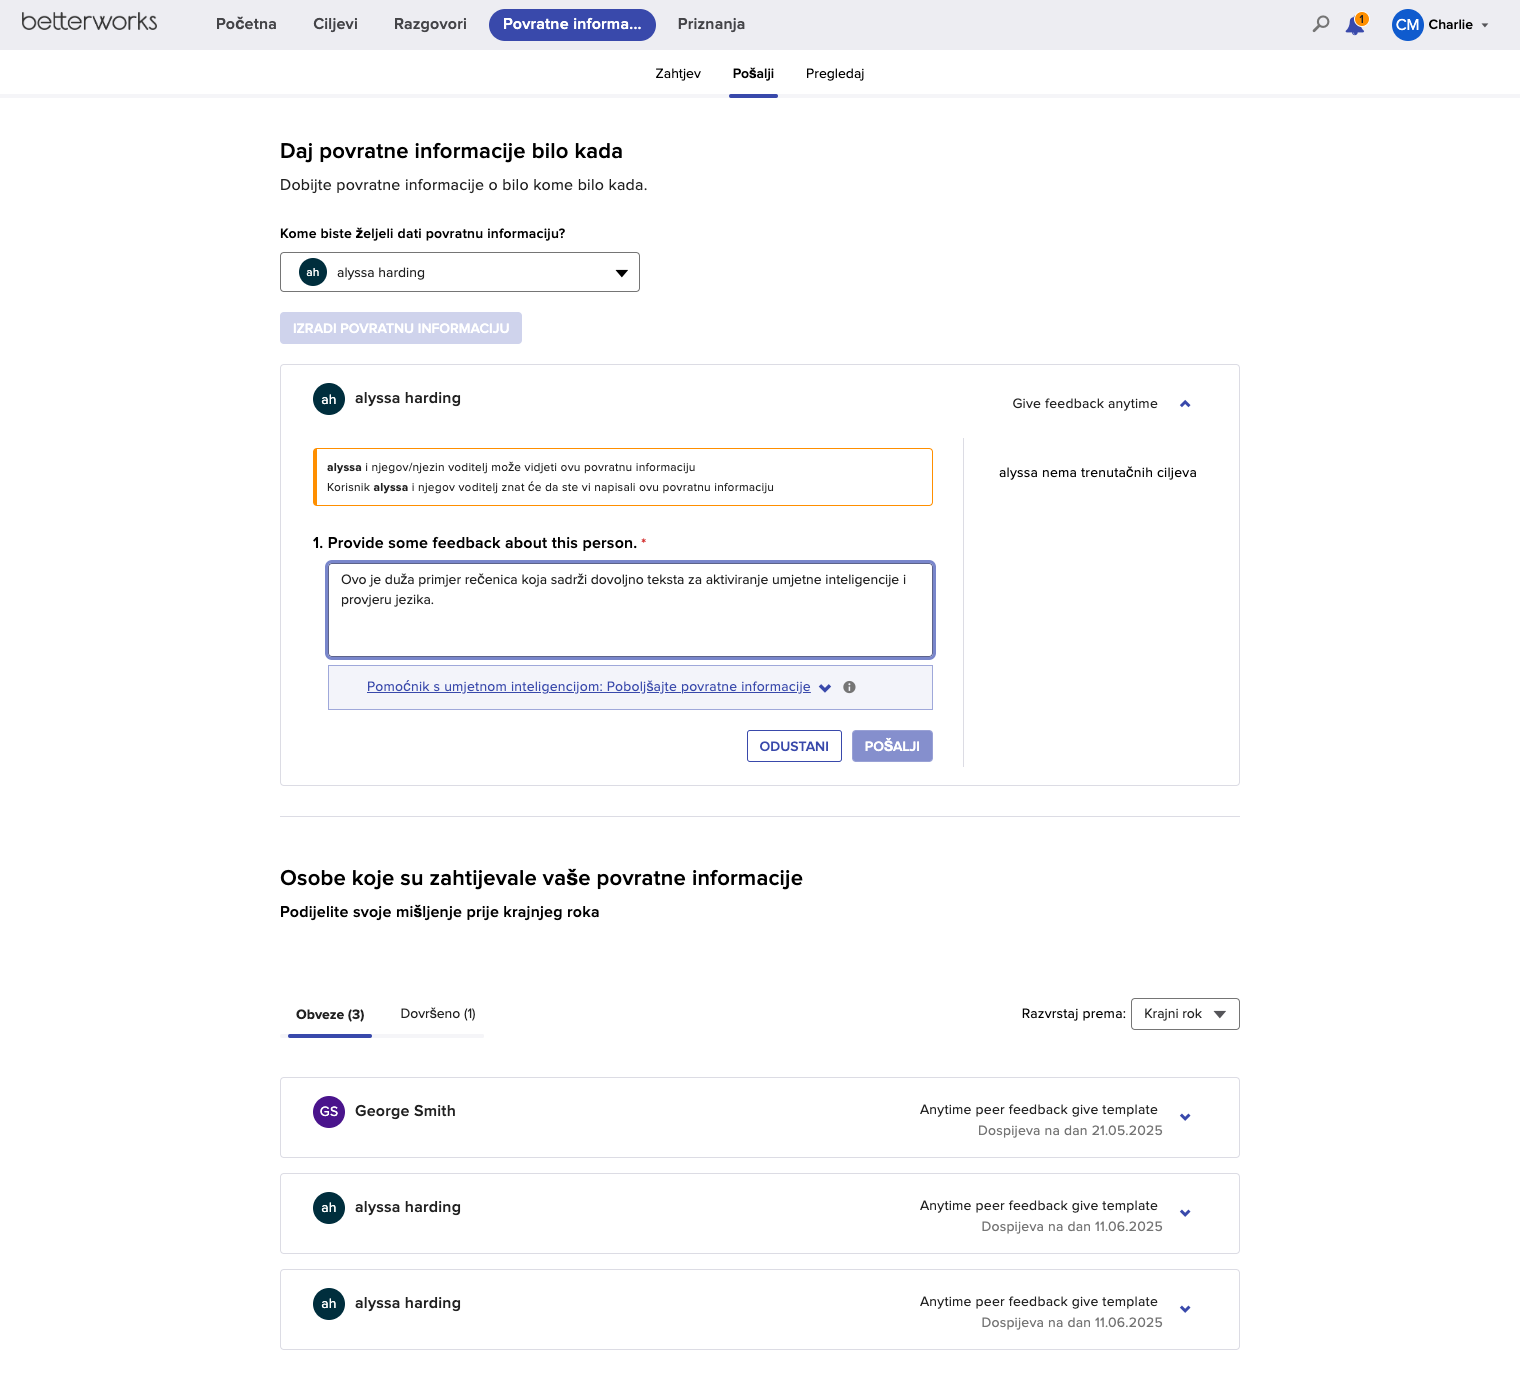 betterworks
Početna
Ciljevi
Razgovori
Povratne informa...
Priznanja
1
CM
Charlie
Zahtjev
Pošalji
Pregledaj
Daj povratne informacije bilo kada
Dobijte povratne informacije o bilo kome bilo kada.
Kome biste željeli dati povratnu informaciju?
ah alyssa harding
IZRADI POVRATNU INFORMACIJU
ah alyssa harding
Give feedback anytime
alyssa i njegov/njezin voditelj može vidjeti ovu povratnu informaciju
Korisnik alyssa i njegov voditelj znat će da ste vi napisali ovu povratnu informaciju
alyssa nema trenutačnih ciljeva
1. Provide some feedback about this person. *
Ovo je duža primjer rečenica koja sadrži dovoljno teksta za aktiviranje umjetne inteligencije i
provjeru jezika.
Pomoćnik s umjetnom inteligencijom: Poboljšajte povratne informacije
ODUSTANI
POŠALJI
Osobe koje su zahtijevale vaše povratne informacije
Podijelite svoje mišljenje prije krajnjeg roka
Obveze (3)
Dovršeno (1)
Razvrstaj prema: Krajni rok
GS George Smith
Anytime peer feedback give template
Dospijeva na dan 21.05.2025
ah alyssa harding
Anytime peer feedback give template
Dospijeva na dan 11.06.2025
ah alyssa harding
Anytime peer feedback give template
Dospijeva na dan 11.06.2025